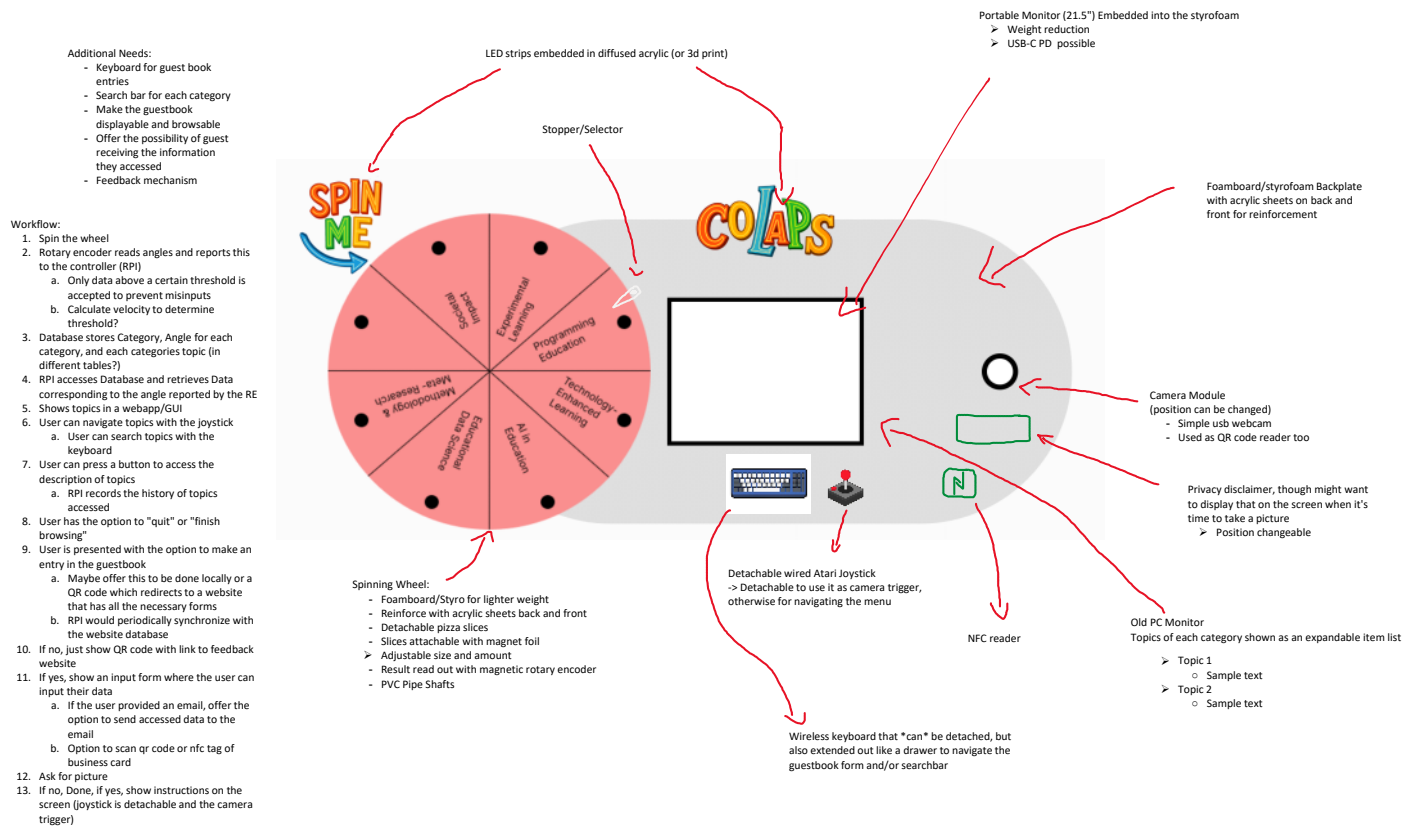 Portable Monitor (21.5") Embedded into the styrofoam
➢ Weight reduction
➢ USB-C PD possible
Additional Needs:
- Keyboard for guest book
entries
- Search bar for each category
- Make the guestbook
displayable and browsable
- Offer the possibility of guest
receiving the information
they accessed
- Feedback mechanism
LED strips embedded in diffused acrylic (or 3d print)
Stopper/Selector
Foamboard/styrofoam Backplate
with acrylic sheets on back and
front for reinforcement
SPIN
ME
COLAPS
Workflow:
1. Spin the wheel
2. Rotary encoder reads angles and reports this
to the controller (RPI)
a. Only data above a certain threshold is
accepted to prevent misinputs
b. Calculate velocity to determine
threshold?
3. Database stores Category, Angle for each
category, and each categories topic (in
different tables?)
4. RPI accesses Database and retrieves Data
corresponding to the angle reported by the RE
5. Shows topics in a webapp/GUI
6. User can navigate topics with the joystick
a. User can search topics with the
keyboard
7. User can press a button to access the
description of topics
a. RPI records the history of topics
accessed
8. User has the option to "quit" or "finish
browsing"
9. User is presented with the option to make an
entry in the guestbook
a. Maybe offer this to be done locally or a
QR code which redirects to a website
that has all the necessary forms
b. RPI would periodically synchronize with
the website database
10. If no, just show QR code with link to feedback
website
11. If yes, show an input form where the user can
input their data
a. If the user provided an email, offer the
option to send accessed data to the
email
b. Option to scan qr code or nfc tag of
business card
12. Ask for picture
13. If no, Done, if yes, show instructions on the
screen (joystick is detachable and the camera
trigger)
Societal
Impact
Experimental
Learning
Programming
Education
Technology-
Enhanced
Learning
AI in
Education
Educational
Data Science
Methodology &
Meta- Research
Camera Module
(position can be changed)
- Simple usb webcam
- Used as QR code reader too
Privacy disclaimer, though might want
to display that on the screen when it's
time to take a picture
➢ Position changeable
Spinning Wheel:
- Foamboard/Styro for lighter weight
- Reinforce with acrylic sheets back and front
- Detachable pizza slices
- Slices attachable with magnet foil
➢ Adjustable size and amount
- Result read out with magnetic rotary encoder
- PVC Pipe Shafts
Detachable wired Atari Joystick
-> Detachable to use it as camera trigger,
otherwise for navigating the menu
N
NFC reader
Old PC Monitor
Topics of each category shown as an expandable item list
➢ Topic 1
○ Sample text
➢ Topic 2
○ Sample text
Wireless keyboard that *can* be detached, but
also extended out like a drawer to navigate the
guestbook form and/or searchbar